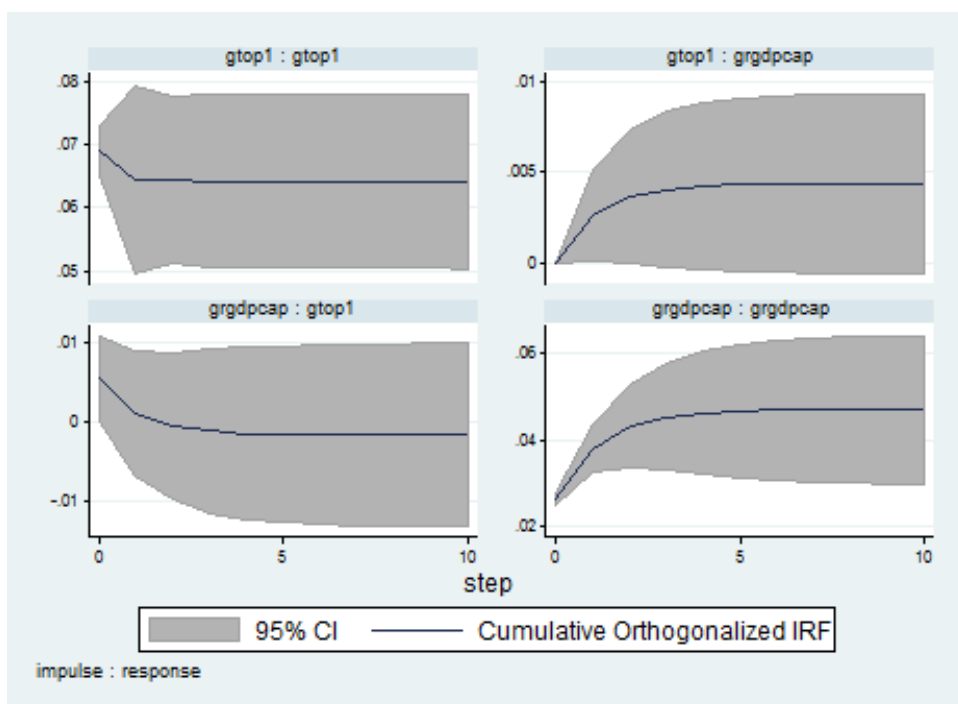 gtop1 : gtop1
gtop1 : grgdpcap
.08
.07
.06
.05
.01
.005
0
grgdpcap : gtop1
grgdpcap : grgdpcap
.01
0
-.01
.06
.04
.02
0
5
10
0
5
10
step
95% CI
Cumulative Orthogonalized IRF
impulse : response